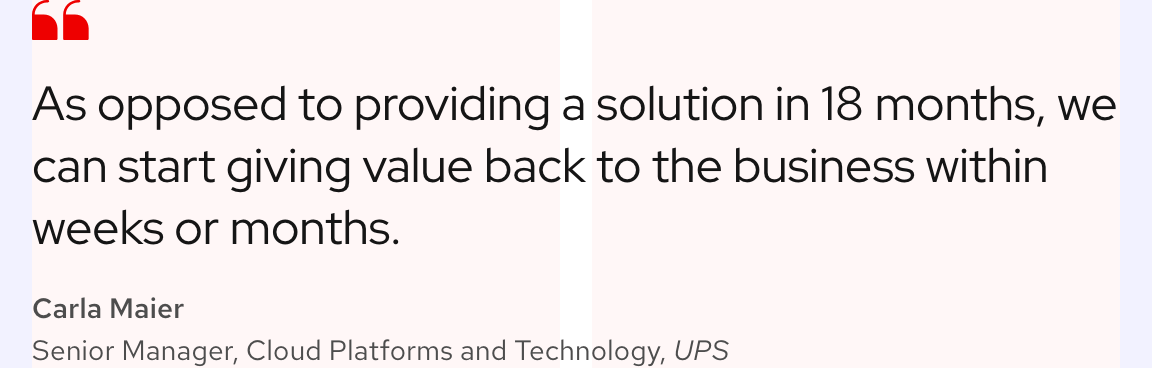 As opposed to providing a solution in 18 months, we
can start giving value back to the business within
weeks or months.
Carla Maier
Senior Manager, Cloud Platforms and Technology, UPS